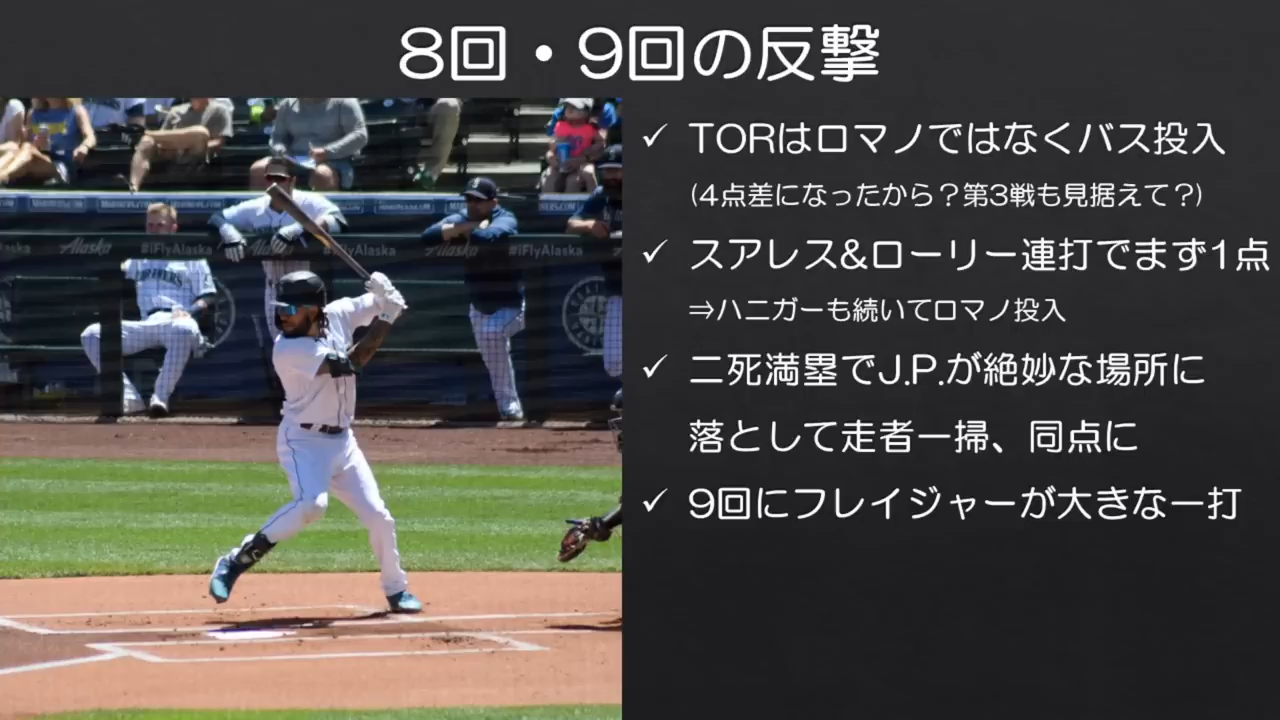 8回・9回の反撃
✓ TORはロマノではなくバス投入
(4点差になったから？第3戦も見据えて？)
✓ スアレス&ローリー連打でまず1点
⇒ハニガーも続いてロマノ投入
✓ 二死満塁でJ.P.が絶妙な場所に
落として走者一掃、同点に
✓ 9回にフレイジャーが大きな一打
MARINERS.COM
Alaska #iFlyAlaska Alaska #iFlyAlaska Alaska #iFlyAlaska